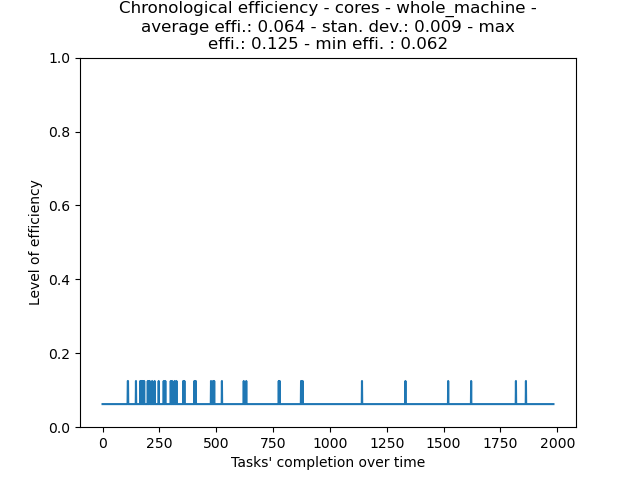 Chronological efficiency - cores - whole_machine -
average effi.: 0.064 - stan. dev.: 0.009 - max
effi.: 0.125 - min effi. : 0.062
1.0
0.8
0.6
0.4
0.2
0.0
Level of efficiency
0 250 500 750 1000 1250 1500 1750 2000
Tasks' completion over time